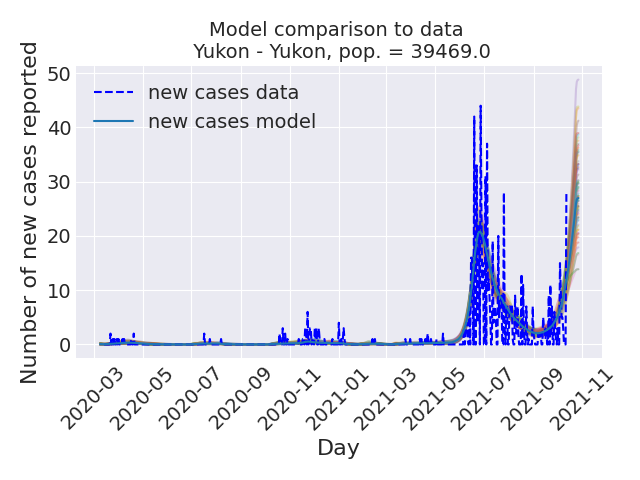 Model comparison to data
Yukon - Yukon, pop. = 39469.0
Number of new cases reported
50
40
30
20
10
0
new cases data
new cases model
2020-03
2020-05
2020-07
2020-09
2020-11
2021-01
2021-03
2021-05
2021-07
2021-09
2021-11
Day